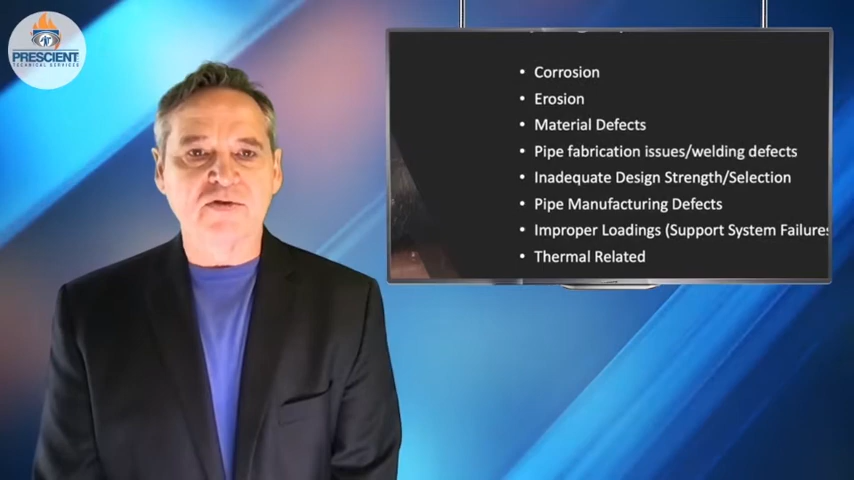 PRESCIENT
TECHNICAL SERVICES
• Corrosion
• Erosion
• Material Defects
• Pipe fabrication issues/welding defects
• Inadequate Design Strength/Selection
• Pipe Manufacturing Defects
• Improper Loadings (Support System Failures
• Thermal Related